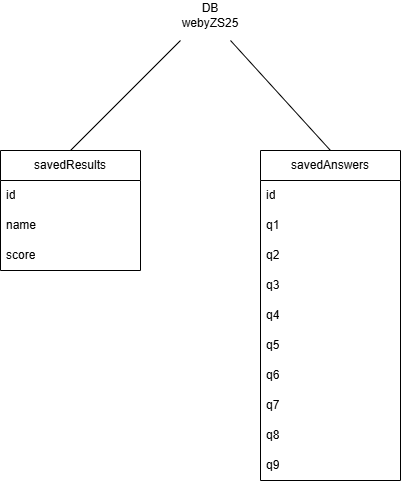 DB
webyZS25
savedResults
id
name
score
savedAnswers
id
q1
q2
q3
q4
q5
q6
q7
q8
q9